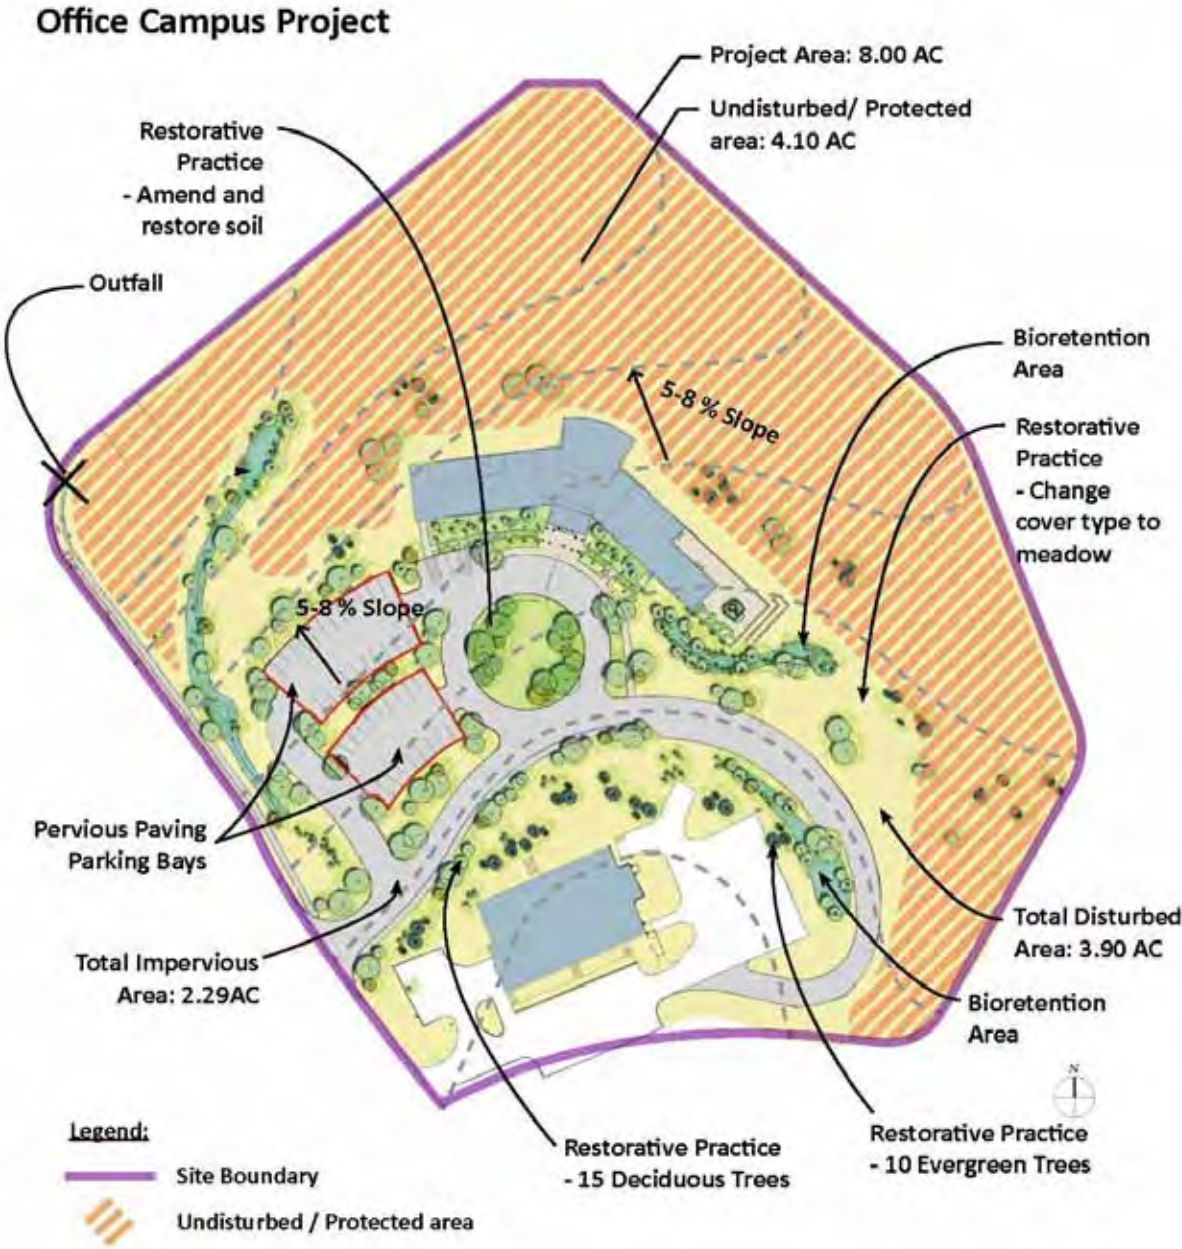 Office Campus Project
Project Area: 8.00 AC
Undisturbed/ Protected
area: 4.10 AC
Restorative
Practice
- Amend and
restore soil
Outfall
Bioretention
Area
5-8 % Slope
Restorative
Practice
- Change
cover type to
meadow
5-8 % Slope
Pervious Paving
Parking Bays
Total Disturbed
Area: 3.90 AC
Total Impervious
Area: 2.29AC
Bioretention
Area
N
Restorative Practice
- 10 Evergreen Trees
Restorative Practice
- 15 Deciduous Trees
Legend:
Site Boundary
Undisturbed / Protected area